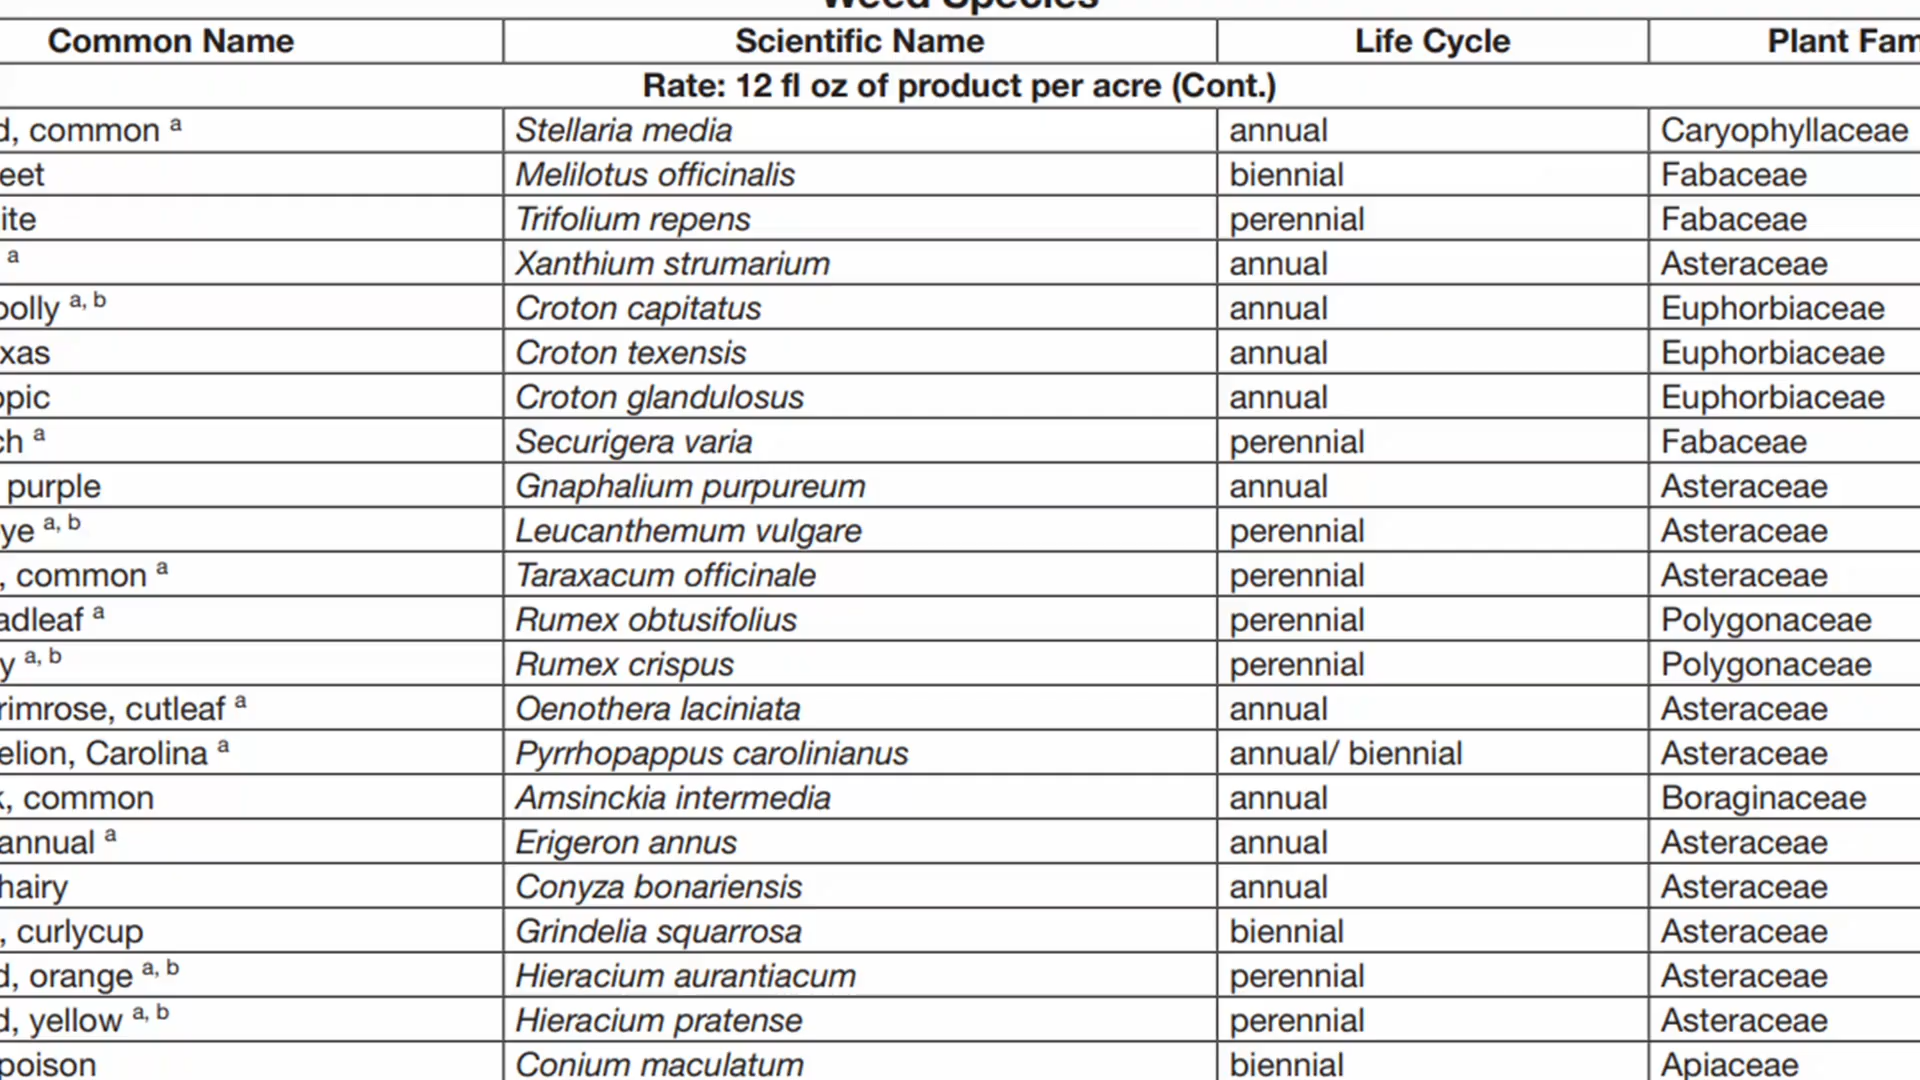 Weed Species
Common Name Scientific Name Life Cycle Plant Fam
Rate: 12 fl oz of product per acre (Cont.)
d, common a Stellaria media annual Caryophyllaceae
eet Melilotus officinalis biennial Fabaceae
ite Trifolium repens perennial Fabaceae
a Xanthium strumarium annual Asteraceae
oolly a, b Croton capitatus annual Euphorbiaceae
xas Croton texensis annual Euphorbiaceae
opic Croton glandulosus annual Euphorbiaceae
ch a Securigera varia perennial Fabaceae
purple Gnaphalium purpureum annual Asteraceae
ye a, b Leucanthemum vulgare perennial Asteraceae
, common a Taraxacum officinale perennial Asteraceae
adleaf a Rumex obtusifolius perennial Polygonaceae
y a, b Rumex crispus perennial Polygonaceae
rimrose, cutleaf a Oenothera laciniata annual Asteraceae
elion, Carolina a Pyrrhopappus carolinianus annual/ biennial Asteraceae
k, common Amsinckia intermedia annual Boraginaceae
annual a Erigeron annus annual Asteraceae
hairy Conyza bonariensis annual Asteraceae
, curlycup Grindelia squarrosa biennial Asteraceae
d, orange a, b Hieracium aurantiacum perennial Asteraceae
d, yellow a, b Hieracium pratense perennial Asteraceae
poison Conium maculatum biennial Apiaceae